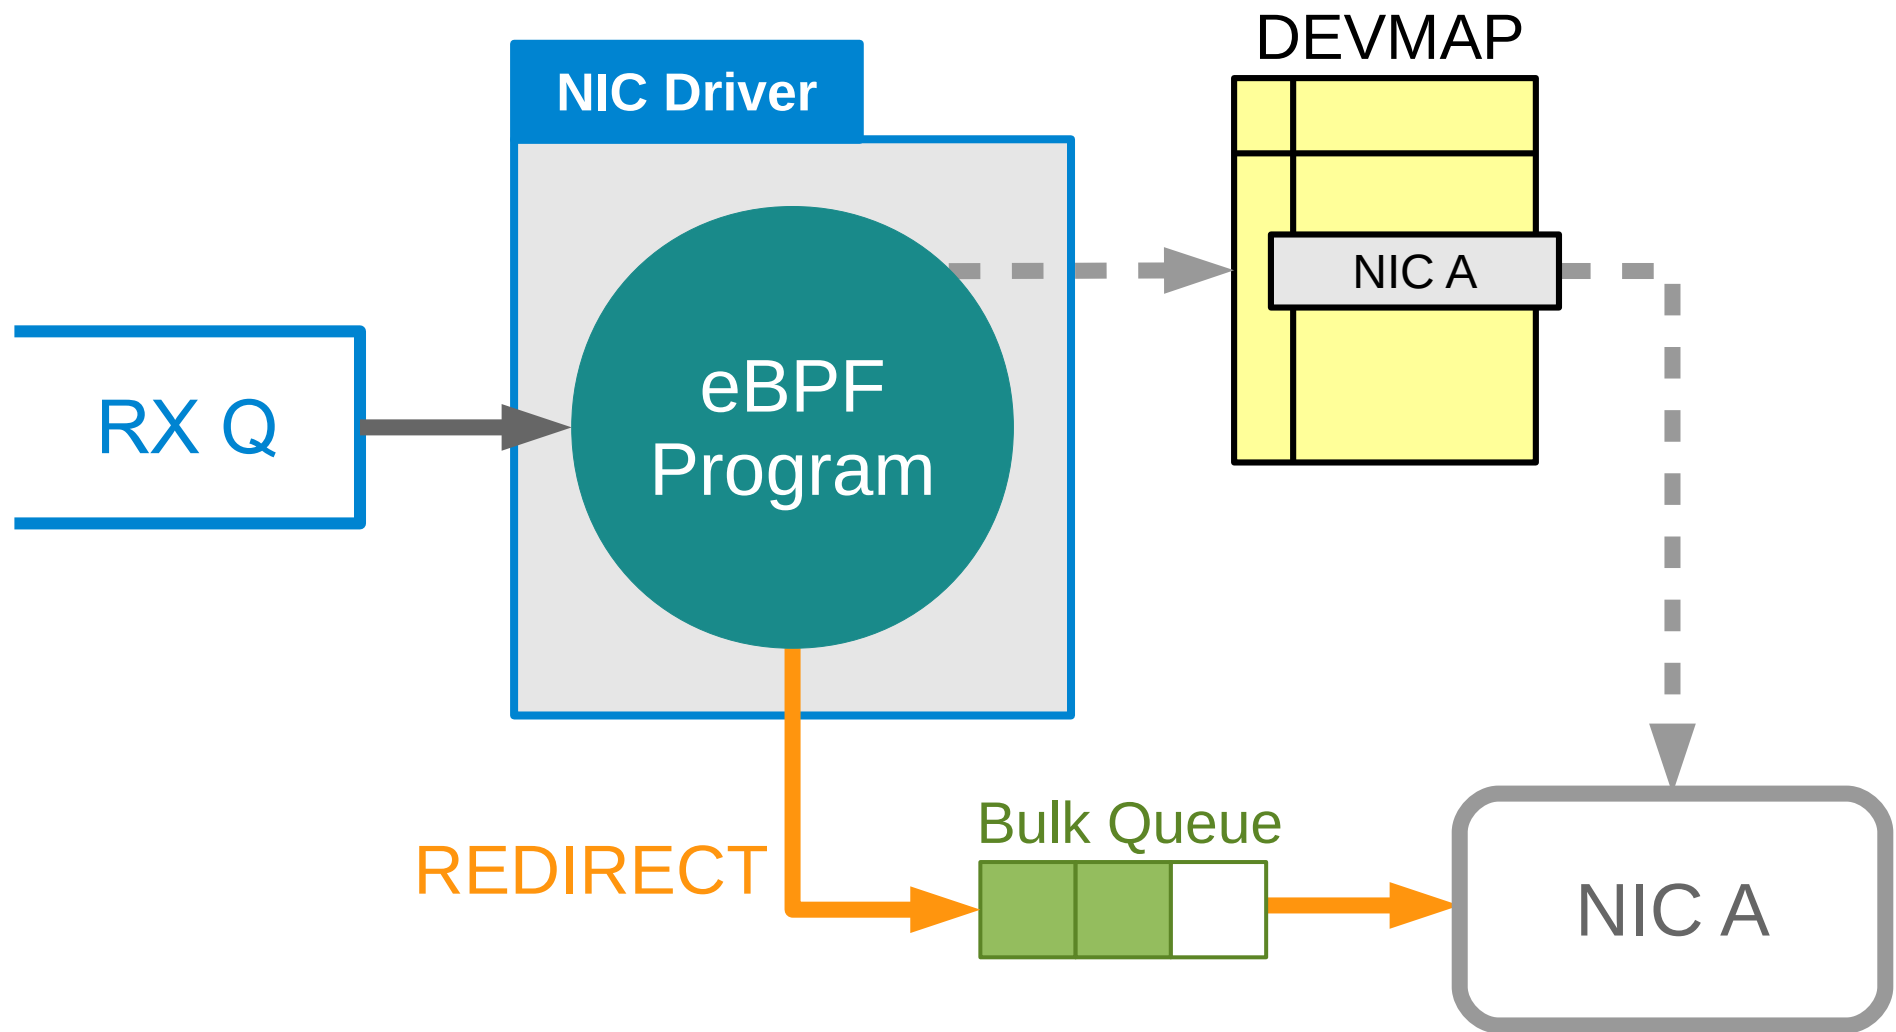 DEVMAP
NIC Driver
NIC A
eBPF
Program
RX Q
Bulk Queue
REDIRECT
NIC A